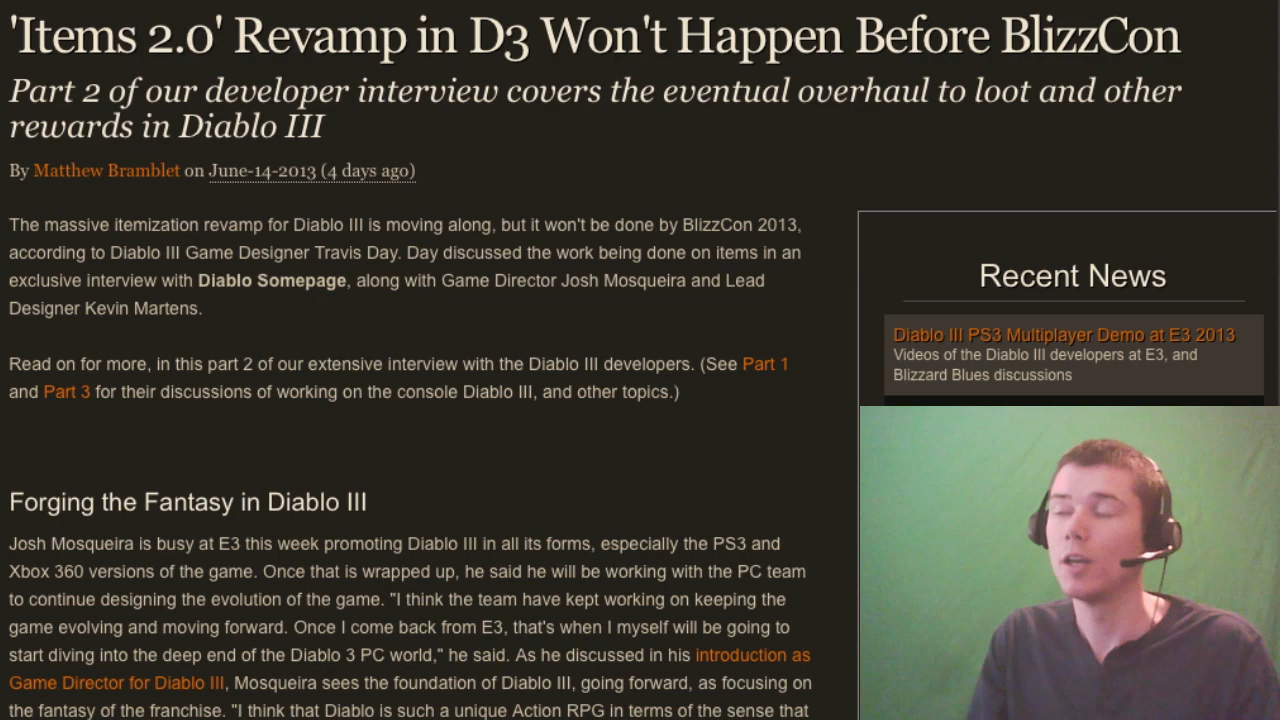 'Items 2.0' Revamp in D3 Won't Happen Before BlizzCon
Part 2 of our developer interview covers the eventual overhaul to loot and other
rewards in Diablo III
By Matthew Bramblet on June-14-2013 (4 days ago)
The massive itemization revamp for Diablo III is moving along, but it won't be done by BlizzCon 2013,
according to Diablo III Game Designer Travis Day. Day discussed the work being done on items in an
exclusive interview with Diablo Somepage, along with Game Director Josh Mosqueira and Lead
Designer Kevin Martens.
Read on for more, in this part 2 of our extensive interview with the Diablo III developers. (See Part 1
and Part 3 for their discussions of working on the console Diablo III, and other topics.)
Forging the Fantasy in Diablo III
Josh Mosqueira is busy at E3 this week promoting Diablo III in all its forms, especially the PS3 and
Xbox 360 versions of the game. Once that is wrapped up, he said he will be working with the PC team
to continue designing the evolution of the game. "I think the team have kept working on keeping the
game evolving and moving forward. Once I come back from E3, that's when I myself will be going to
start diving into the deep end of the Diablo 3 PC world," he said. As he discussed in his introduction as
Game Director for Diablo III, Mosqueira sees the foundation of Diablo III, going forward, as focusing on
the fantasy of the franchise. "I think that Diablo is such a unique Action RPG in terms of the sense that
Recent News
Diablo III PS3 Multiplayer Demo at E3 2013
Videos of the Diablo III developers at E3, and
Blizzard Blues discussions